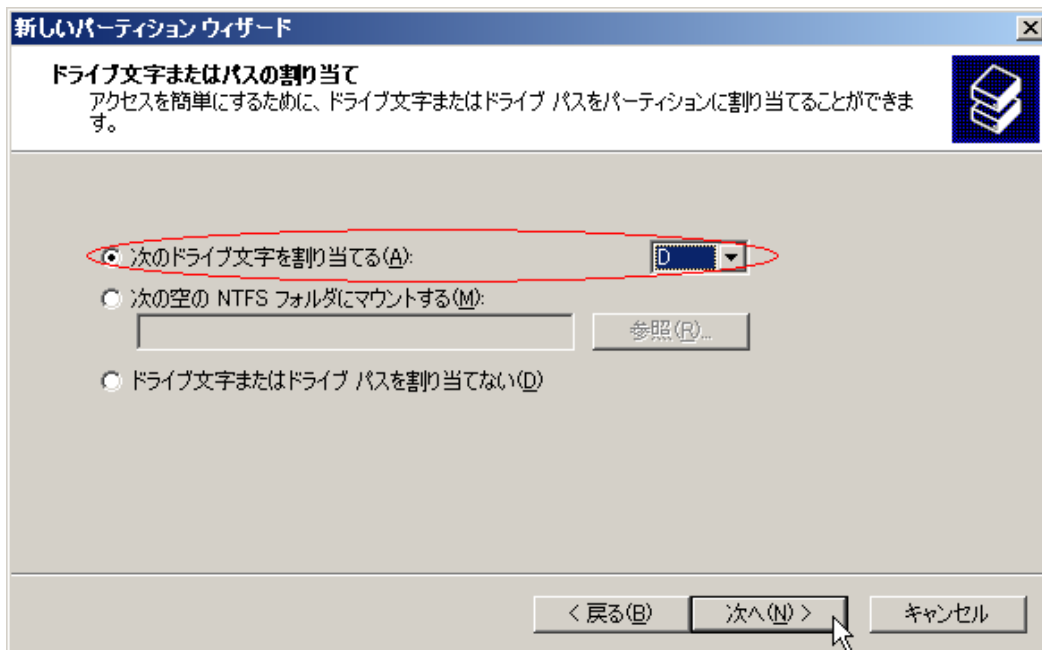 新しいパーティション ウィザード
ドライブ文字またはパスの割り当て
アクセスを簡単にするために、ドライブ文字またはドライブ パスをパーティションに割り当てることができま
す。
次のドライブ文字を割り当てる(A): D
次の空の NTFS フォルダにマウントする(M):
参照(R)...
ドライブ文字またはドライブ パスを割り当てない(D)
< 戻る(B) 次へ(N) > キャンセル